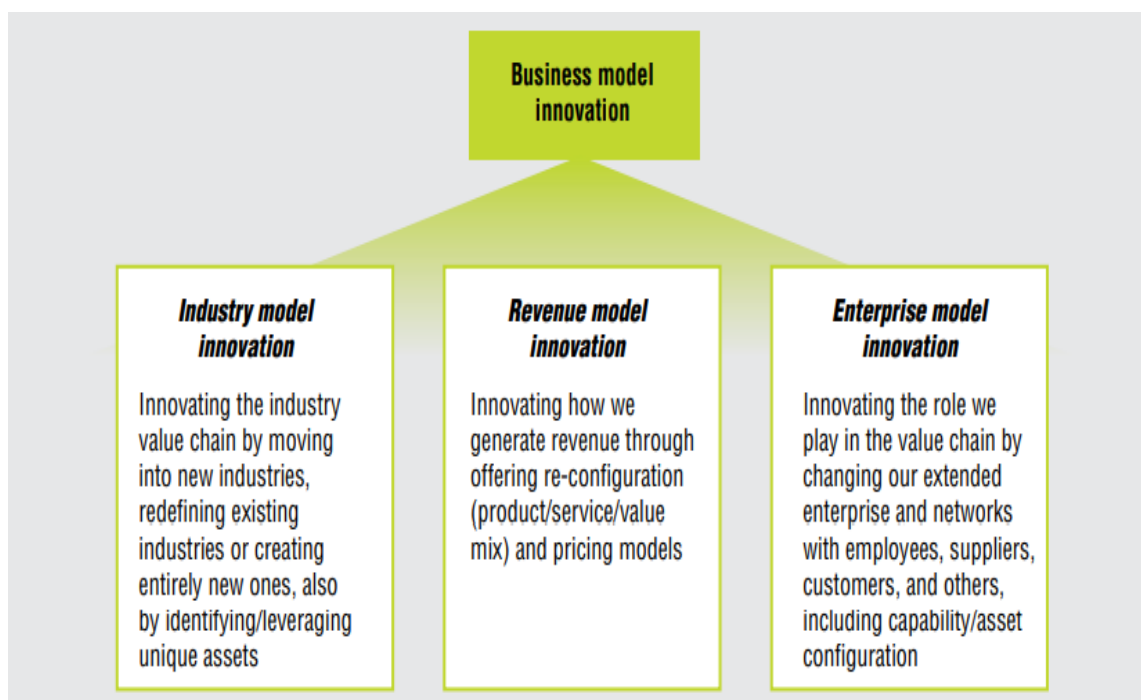 Business model
innovation
Industry model
innovation
Innovating the industry
value chain by moving
into new industries,
redefining existing
industries or creating
entirely new ones, also
by identifying/leveraging
unique assets
Revenue model
innovation
Innovating how we
generate revenue through
offering re-configuration
(product/service/value
mix) and pricing models
Enterprise model
innovation
Innovating the role we
play in the value chain by
changing our extended
enterprise and networks
with employees, suppliers,
customers, and others,
including capability/asset
configuration